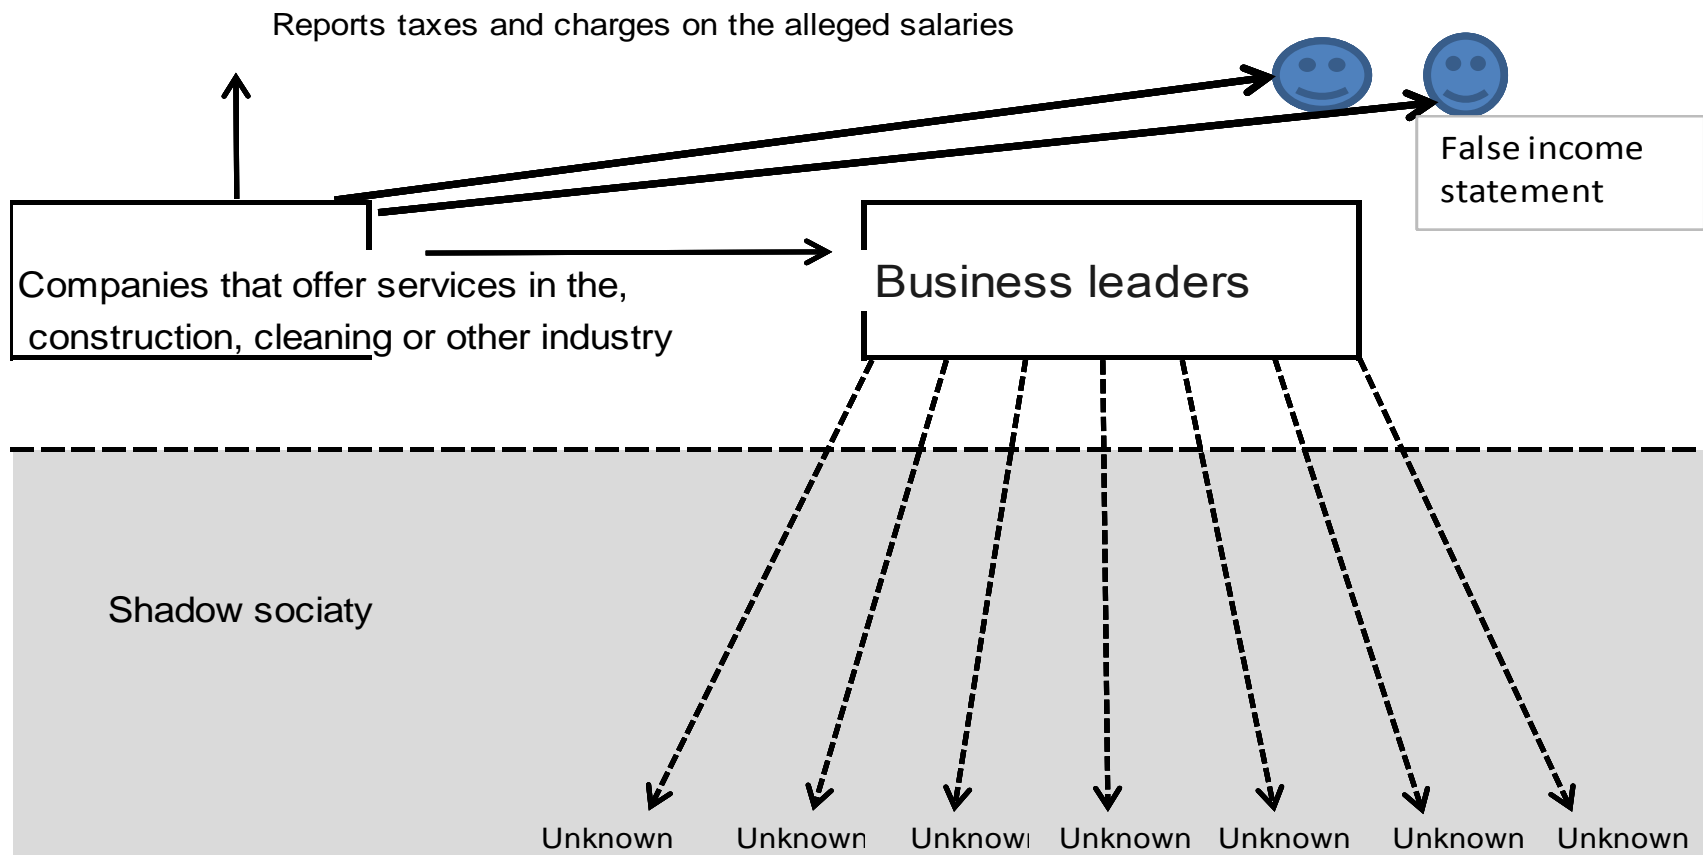 Reports taxes and charges on the alleged salaries
False income
statement
Companies that offer services in the,
construction, cleaning or other industry
Business leaders
Shadow sociaty
Unknown Unknown Unknown Unknown Unknown Unknown Unknown